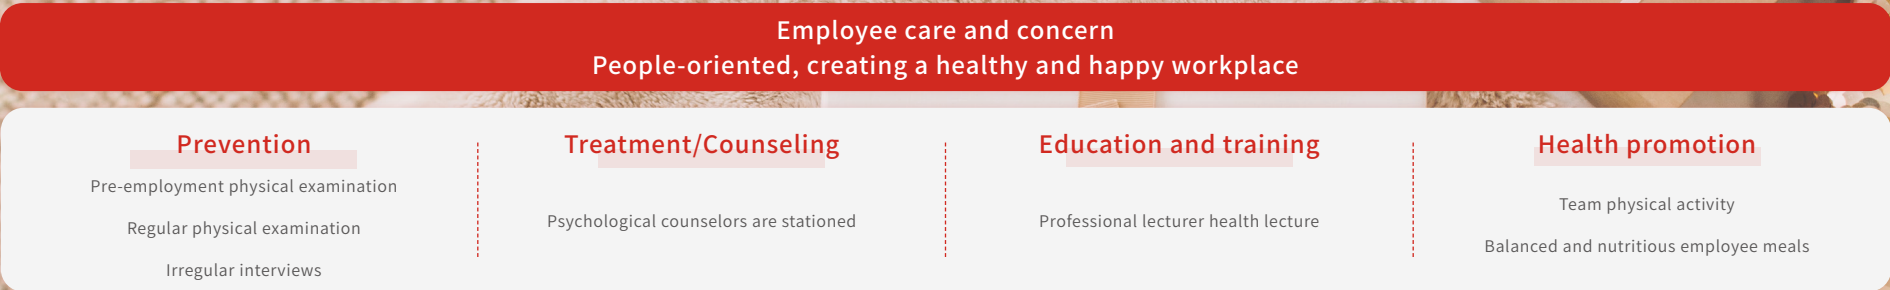 Employee care and concern
People-oriented, creating a healthy and happy workplace
Prevention
Pre-employment physical examination
Regular physical examination
Irregular interviews
Treatment/Counseling
Psychological counselors are stationed
Education and training
Professional lecturer health lecture
Health promotion
Team physical activity
Balanced and nutritious employee meals